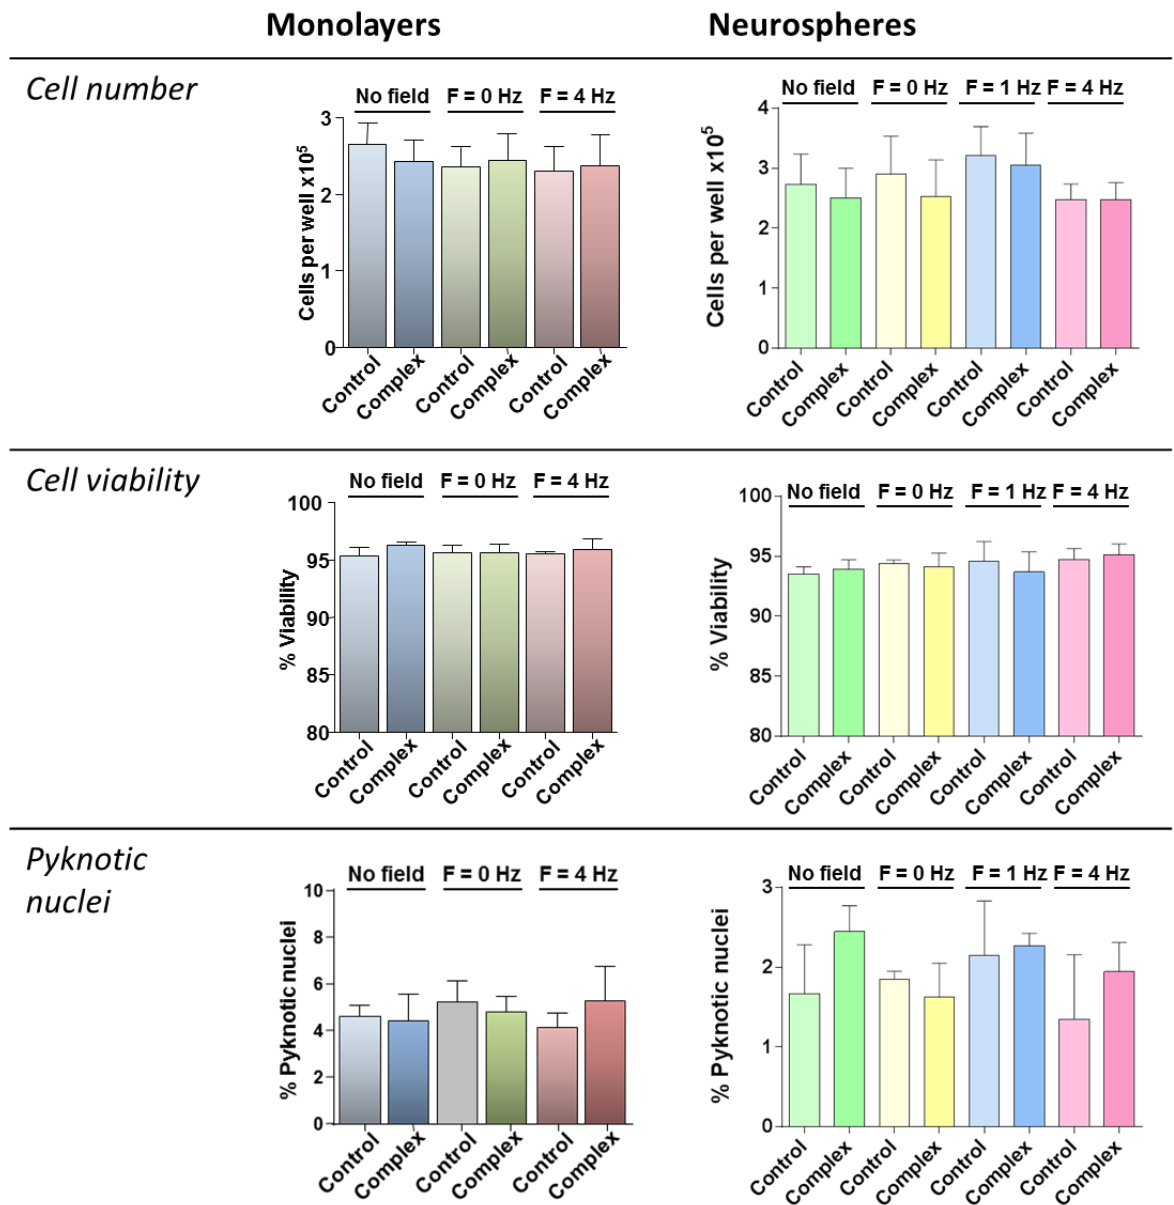 Monolayers Neurospheres
Cell number
No field F = 0 Hz F = 4 Hz
Cells per well x10⁵
3
2
1
0
Control Complex Control Complex Control Complex
No field F = 0 Hz F = 1 Hz F = 4 Hz
Cells per well x10⁵
4
3
2
1
0
Control Complex Control Complex Control Complex Control Complex
Cell viability
No field F = 0 Hz F = 4 Hz
% Viability
100
95
90
85
80
Control Complex Control Complex Control Complex
No field F = 0 Hz F = 1 Hz F = 4 Hz
% Viability
100
95
90
85
80
Control Complex Control Complex Control Complex Control Complex
Pyknotic
nuclei
No field F = 0 Hz F = 4 Hz
% Pyknotic nuclei
10
8
6
4
2
0
Control Complex Control Complex Control Complex
No field F = 0 Hz F = 1 Hz F = 4 Hz
% Pyknotic nuclei
3
2
1
0
Control Complex Control Complex Control Complex Control Complex